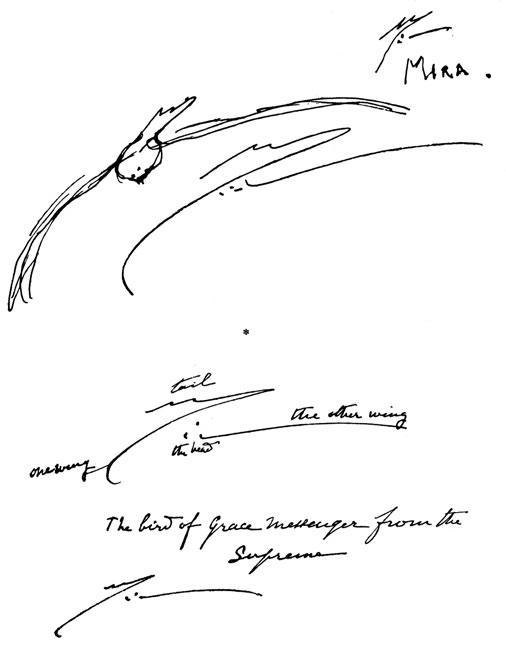 MIRA.
*
tail
the other wing
the head
one wing
The bird of Grace messenger from the
Supreme